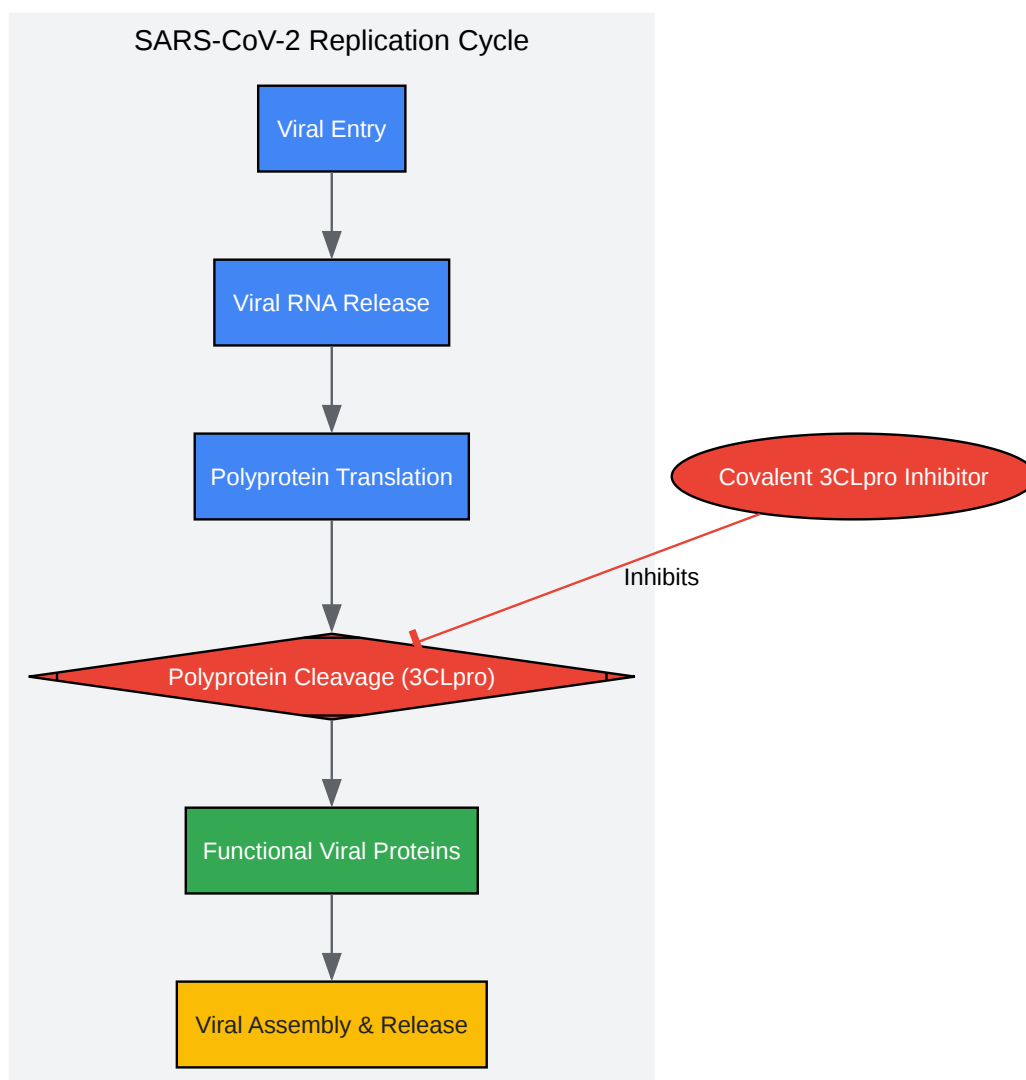 SARS-CoV-2 Replication Cycle
Viral Entry
Viral RNA Release
Polyprotein Translation
Covalent 3CLpro Inhibitor
Inhibits
Polyprotein Cleavage (3CLpro)
Functional Viral Proteins
Viral Assembly & Release